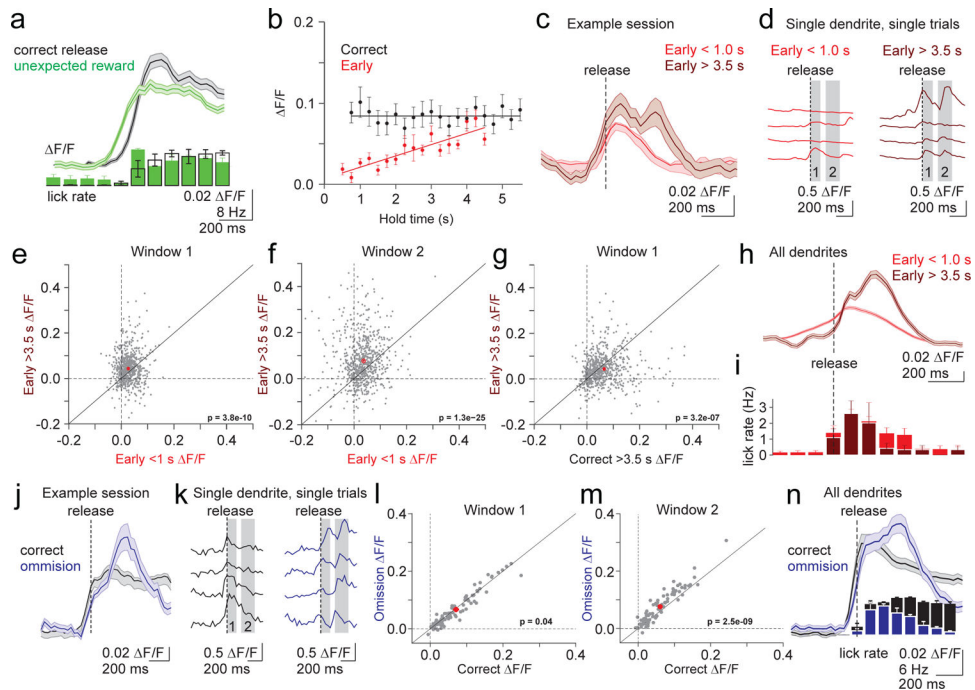 a
correct release
unexpected reward
ΔF/F
lick rate
0.02 ΔF/F
8 Hz
200 ms
b
Correct
Early
ΔF/F
0.2
0.1
0.0
0 1 2 3 4 5
Hold time (s)
c Example session
Early < 1.0 s
Early > 3.5 s
release
0.02 ΔF/F
200 ms
d Single dendrite, single trials
Early < 1.0 s Early > 3.5 s
release release
1 2 1 2
0.5 ΔF/F 0.5 ΔF/F
200 ms 200 ms
e Window 1
Early >3.5 s ΔF/F
0.4
0.2
0.0
-0.2
-0.2 0.0 0.2 0.4
p = 3.8e-10
Early <1 s ΔF/F
f Window 2
Early >3.5 s ΔF/F
0.4
0.2
0.0
-0.2
-0.2 0.0 0.2 0.4
p = 1.3e−25
Early <1 s ΔF/F
g Window 1
Early >3.5 s ΔF/F
0.4
0.2
0.0
-0.2
-0.2 0.0 0.2 0.4
p = 3.2e-07
Correct >3.5 s ΔF/F
h All dendrites
Early < 1.0 s
Early > 3.5 s
0.02 ΔF/F
200 ms
release
i
lick rate (Hz)
3
2
1
0
j Example session
release
correct
ommision
0.02 ΔF/F
200 ms
k Single dendrite, single trials
release release
1 2
0.5 ΔF/F 0.5 ΔF/F
200 ms 200 ms
l Window 1
Omission ΔF/F
0.4
0.2
0.0
0.0 0.2 0.4
p = 0.04
Correct ΔF/F
m Window 2
Omission ΔF/F
0.4
0.2
0.0
0.0 0.2 0.4
p = 2.5e-09
Correct ΔF/F
n All dendrites
release
correct
ommission
lick rate
0.02 ΔF/F
6 Hz
200 ms